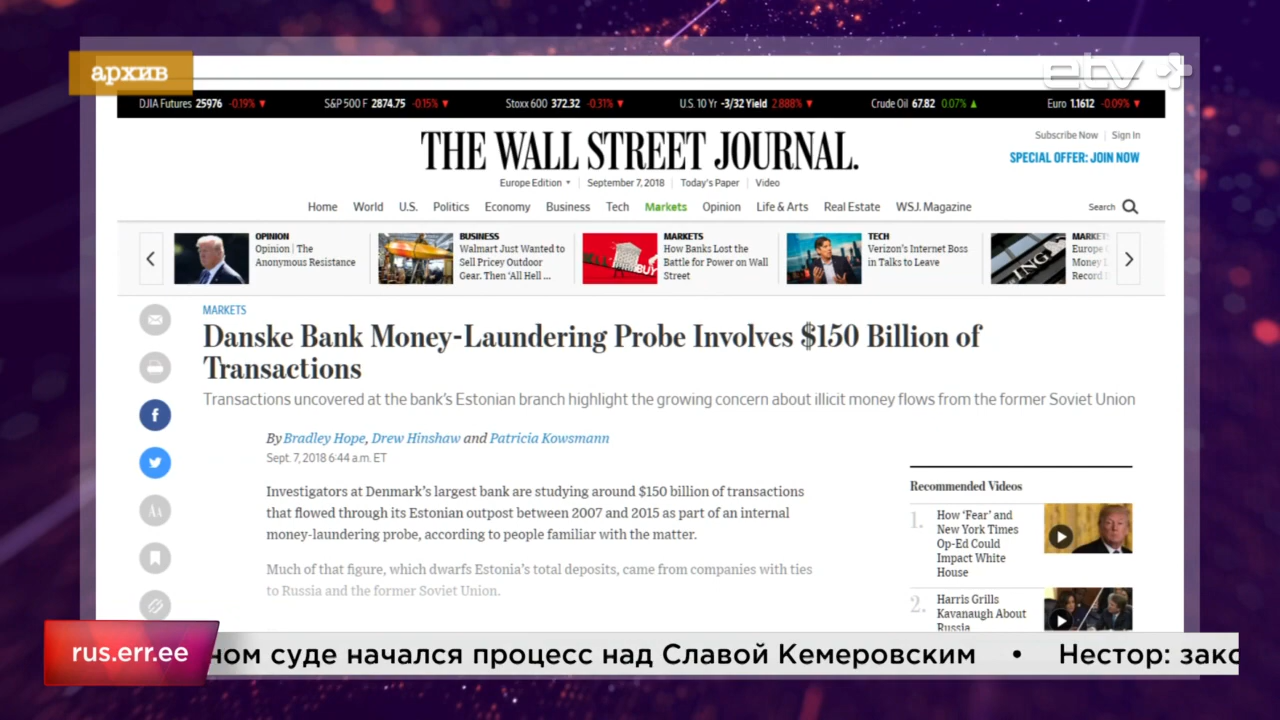 архив
etv+
DJIA Futures 25976 -0.19% ▼ S&P 500 F 2874.75 -0.15% ▼ Stoxx 600 372.32 -0.31% ▼ U.S. 10 Yr -3/32 Yield 2.888% ▼ Crude Oil 67.82 0.07% ▲ Euro 1.1612 -0.09% ▼
THE WALL STREET JOURNAL.
Subscribe Now | Sign In
SPECIAL OFFER: JOIN NOW
Europe Edition ▾ | September 7, 2018 | Today's Paper | Video
Home World U.S. Politics Economy Business Tech Markets Opinion Life & Arts Real Estate WSJ. Magazine Search
OPINION
Opinion | The
Anonymous Resistance
BUSINESS
Walmart Just Wanted to
Sell Pricey Outdoor
Gear. Then 'All Hell ...
MARKETS
How Banks Lost the
Battle for Power on Wall
Street
BUY
TECH
Verizon's Internet Boss
in Talks to Leave
ING
MARKETS
Europe
Money L
Record
MARKETS
Danske Bank Money-Laundering Probe Involves $150 Billion of
Transactions
Transactions uncovered at the bank's Estonian branch highlight the growing concern about illicit money flows from the former Soviet Union
By Bradley Hope, Drew Hinshaw and Patricia Kowsmann
Sept. 7, 2018 6:44 a.m. ET
Investigators at Denmark's largest bank are studying around $150 billion of transactions
that flowed through its Estonian outpost between 2007 and 2015 as part of an internal
money-laundering probe, according to people familiar with the matter.
Much of that figure, which dwarfs Estonia's total deposits, came from companies with ties
to Russia and the former Soviet Union.
AA
Recommended Videos
1. How 'Fear' and
New York Times
Op-Ed Could
Impact White
House
2. Harris Grills
Kavanaugh About
Russia
rus.err.ee
ном суде начался процесс над Славой Кемеровским • Нестор: зако